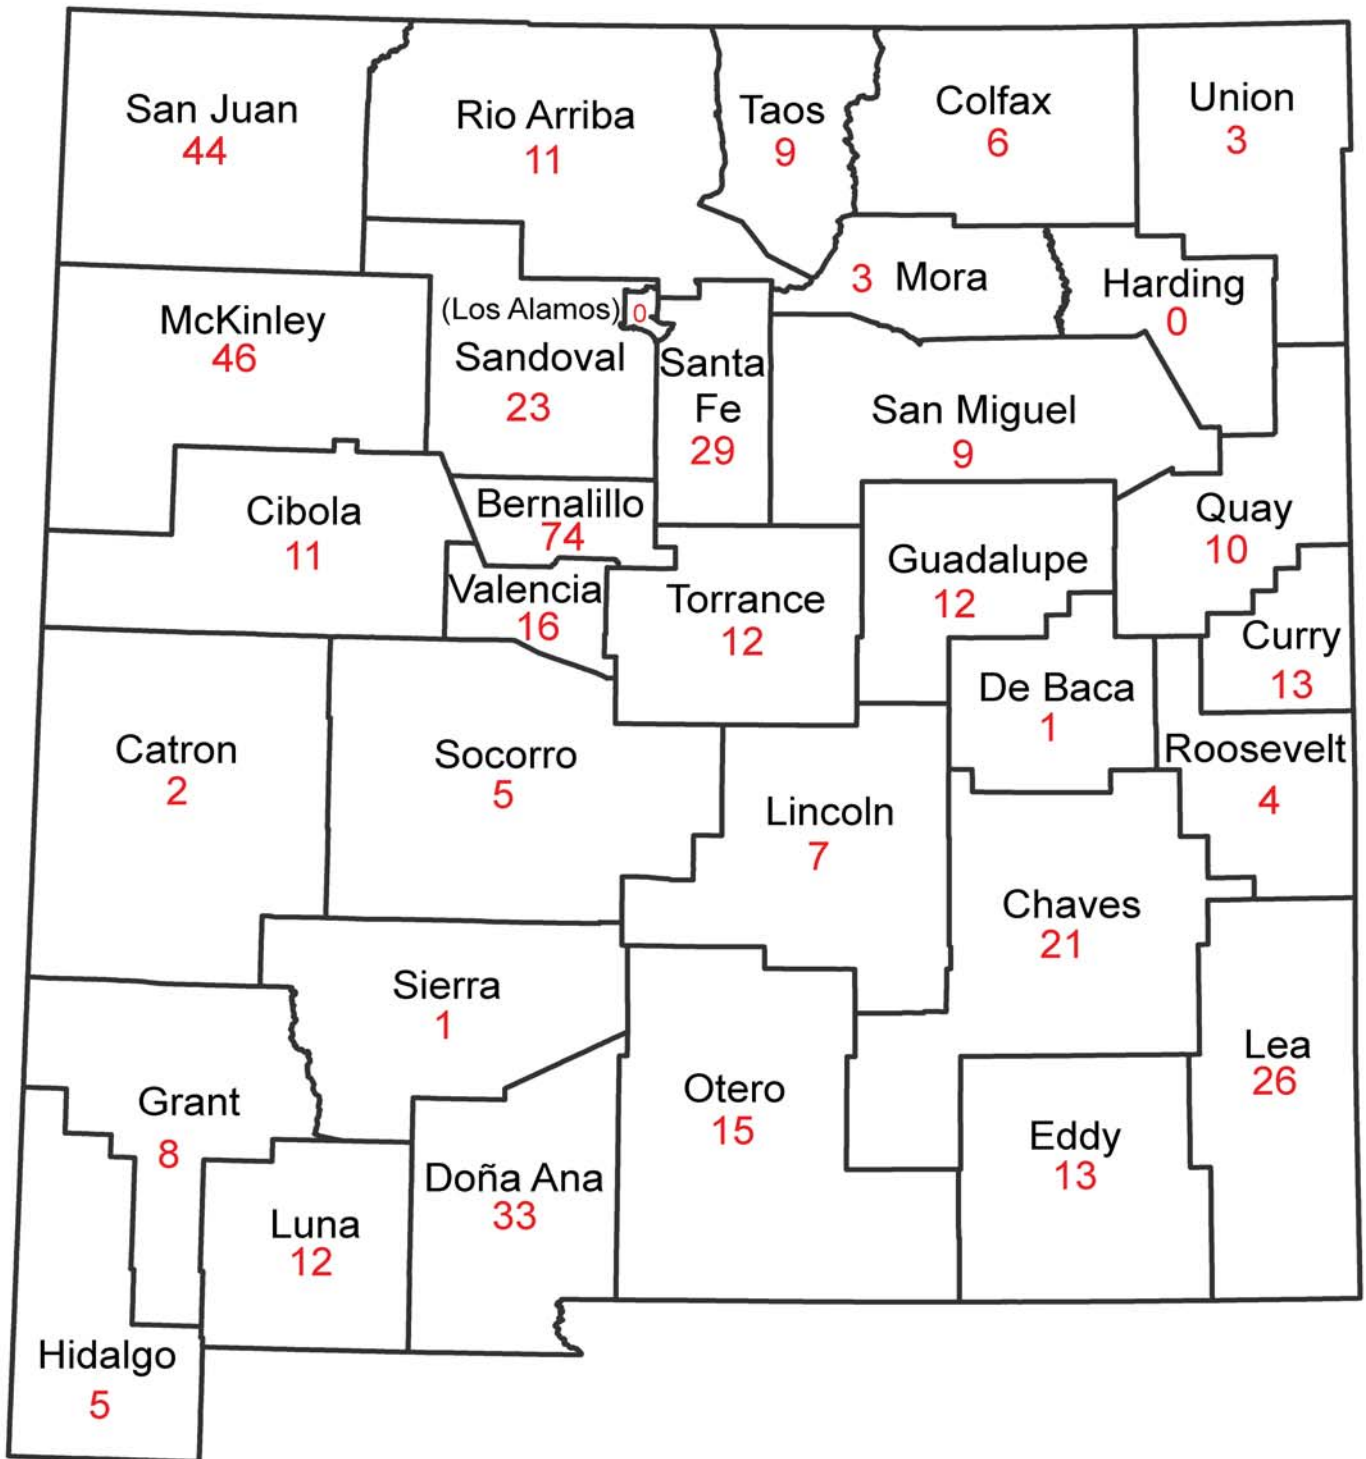 San Juan
44
Rio Arriba
11
Taos
9
Colfax
6
Union
3
McKinley
46
(Los Alamos) 0
Sandoval
23
Santa
Fe
29
3 Mora
Harding
0
San Miguel
9
Cibola
11
Bernalillo
74
Valencia
16
Torrance
12
Guadalupe
12
Quay
10
Curry
13
De Baca
1
Roosevelt
4
Catron
2
Socorro
5
Lincoln
7
Chaves
21
Sierra
1
Grant
8
Luna
12
Doña Ana
33
Otero
15
Eddy
13
Lea
26
Hidalgo
5